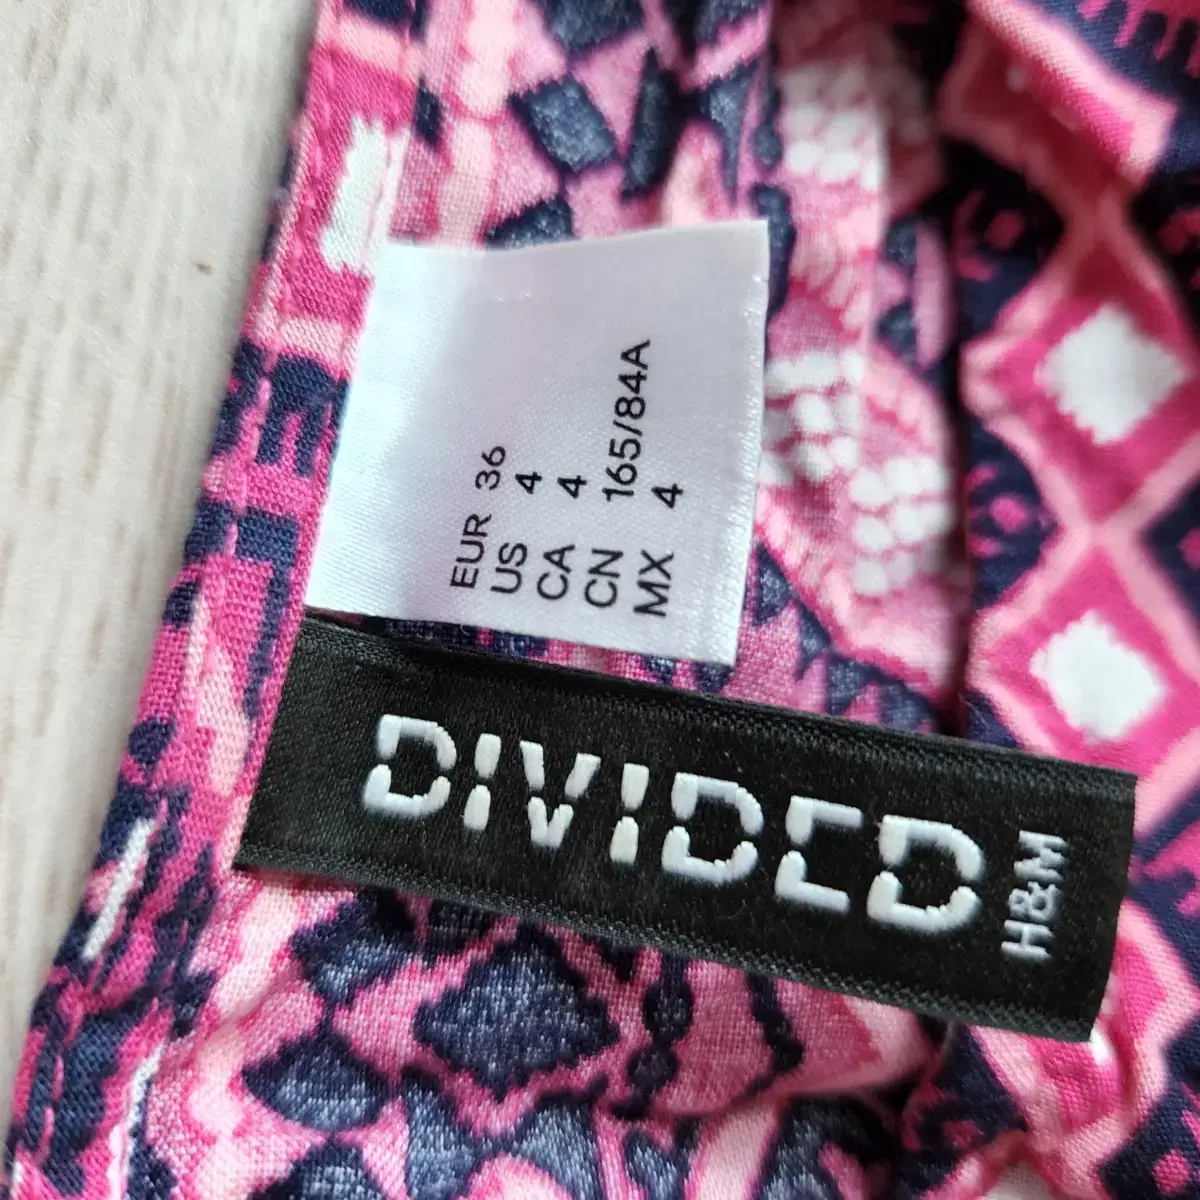 EUR 36
US 4
CA 4
CN 165/84A
MX 4
DIVIDED
H&M